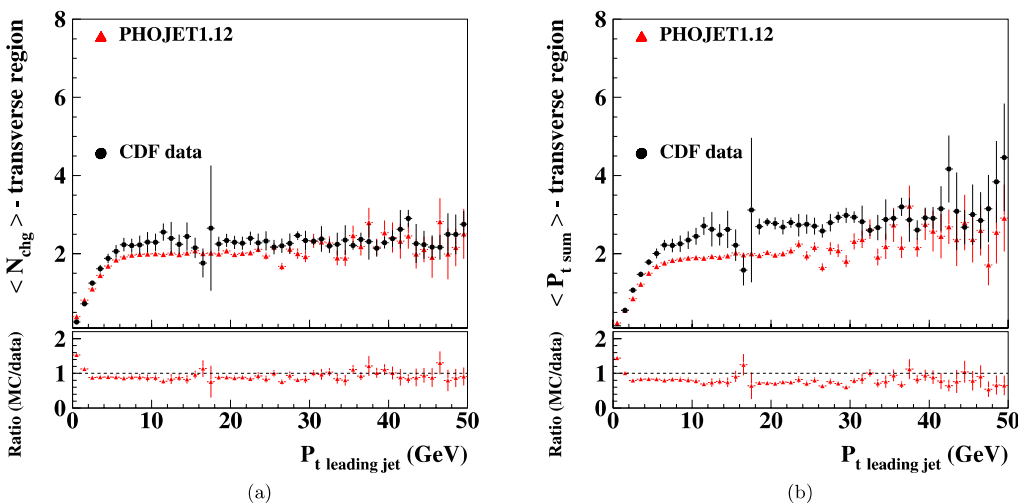 < N_chg > - transverse region
8
6
4
2
PHOJET1.12
CDF data
Ratio (MC/data)
2
1
0
0 10 20 30 40 50
P_t leading jet (GeV)
(a)
< P_t sum > - transverse region
8
6
4
2
PHOJET1.12
CDF data
Ratio (MC/data)
2
1
0
0 10 20 30 40 50
P_t leading jet (GeV)
(b)